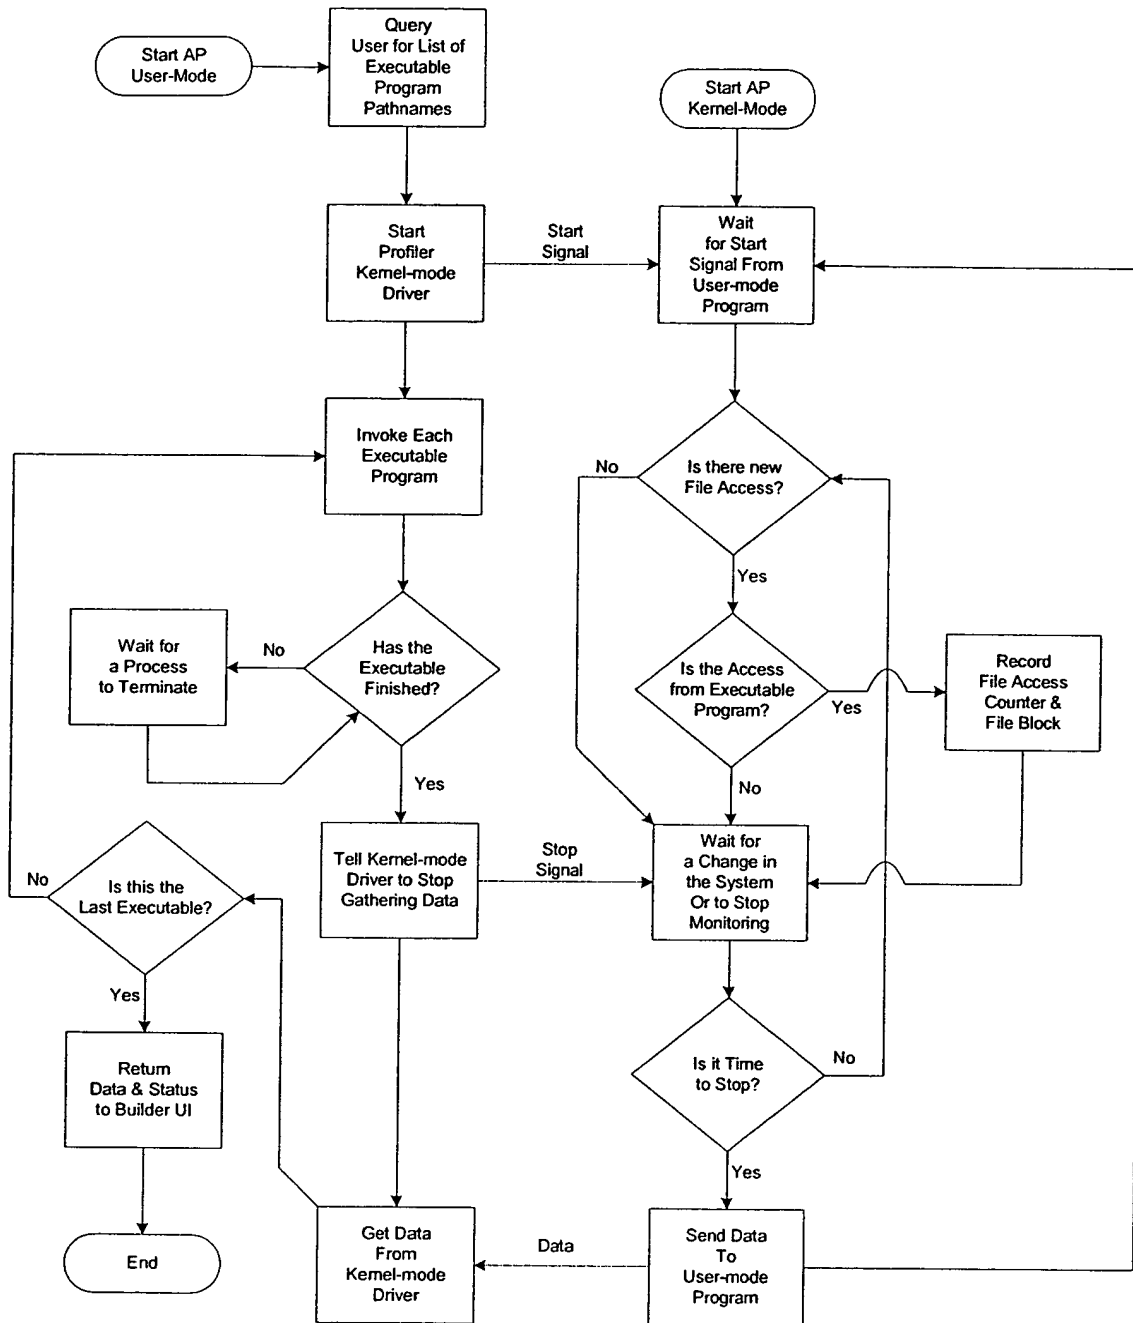 Start AP
User-Mode
Query
User for List of
Executable
Program
Pathnames
Start AP
Kernel-Mode
Start
Profiler
Kernel-mode
Driver
Start
Signal
Wait
for Start
Signal From
User-mode
Program
Invoke Each
Executable
Program
No
Is there new
File Access?
Yes
Wait for
a Process
to Terminate
No
Has the
Executable
Finished?
Yes
Is the Access
from Executable
Program?
Yes
No
Record
File Access
Counter &
File Block
No
Is this the
Last Executable?
Yes
Tell Kernel-mode
Driver to Stop
Gathering Data
Stop
Signal
Wait for
a Change in
the System
Or to Stop
Monitoring
Return
Data & Status
to Builder UI
Is it Time
to Stop?
No
Yes
End
Get Data
From
Kernel-mode
Driver
Data
Send Data
To
User-mode
Program